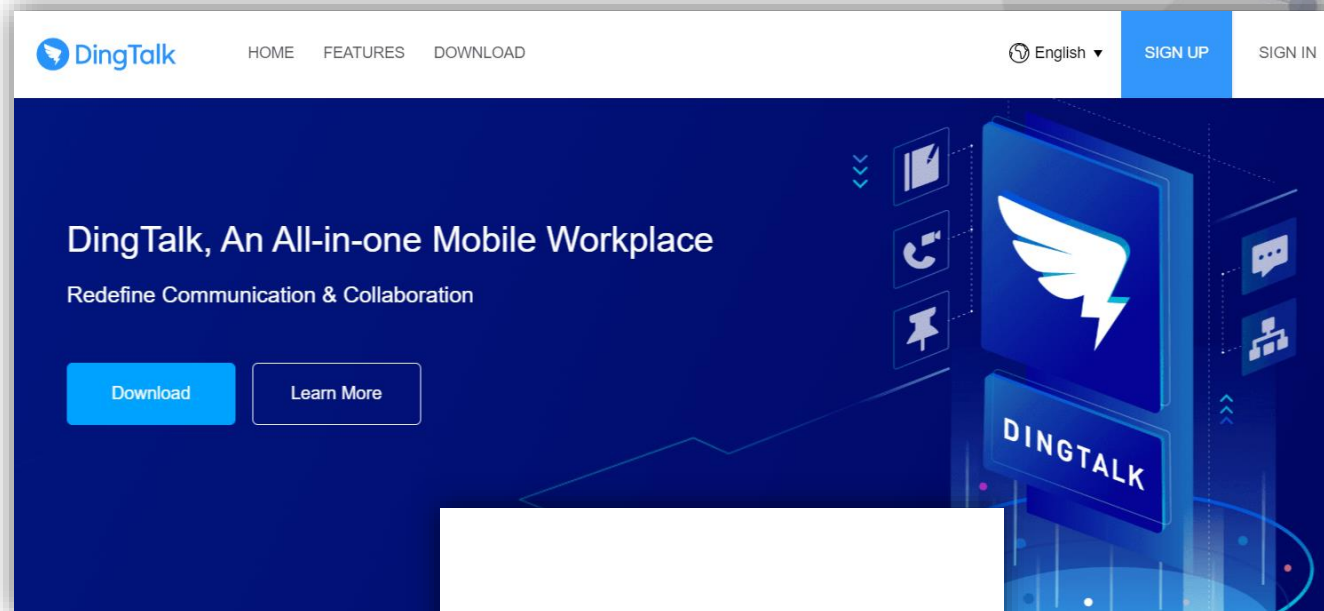 DingTalk HOME FEATURES DOWNLOAD English ▼ SIGN UP SIGN IN
DingTalk, An All-in-one Mobile Workplace
Redefine Communication & Collaboration
Download Learn More
DINGTALK